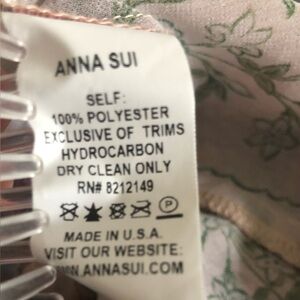 ANNA SUI
SELF:
100% POLYESTER
EXCLUSIVE OF TRIMS
HYDROCARBON
DRY CLEAN ONLY
RN# 8212149
P
MADE IN U.S.A.
VISIT OUR WEBSITE:
ANNASUI.COM